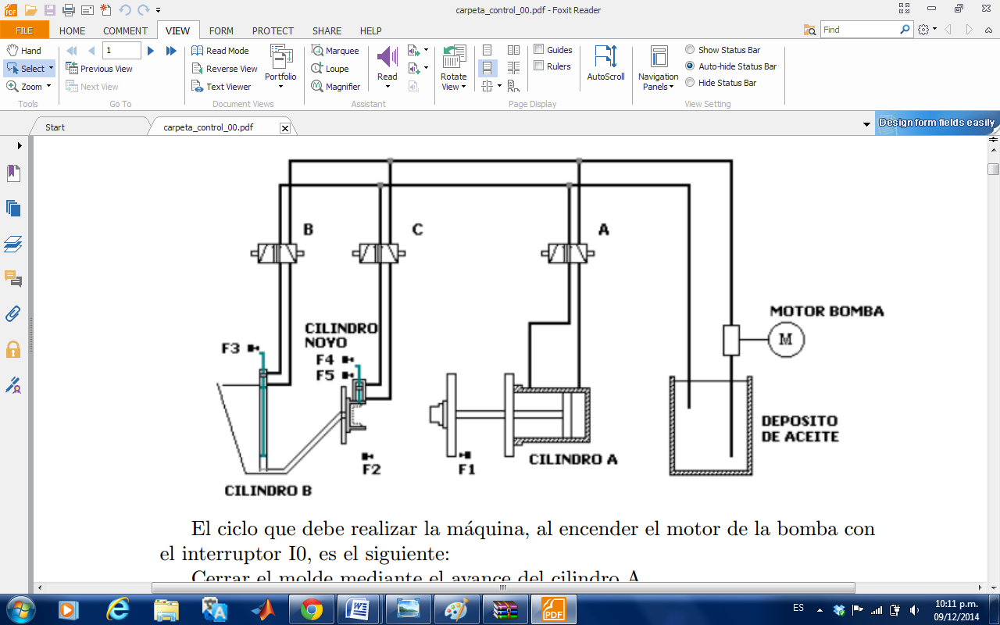 carpeta_control_00.pdf - Foxit Reader
FILE HOME COMMENT VIEW FORM PROTECT SHARE HELP Find
Hand
Select
Zoom
Tools
1
Previous View
Next View
Go To
Read Mode
Reverse View
Text Viewer
Document Views
Portfolio
Marquee
Loupe
Magnifier
Read
Assistant
Rotate
View
Guides
Rulers
Page Display
AutoScroll
Navigation
Panels
Show Status Bar
Auto-hide Status Bar
Hide Status Bar
View Setting
Start
carpeta_control_00.pdf
Design form fields easily
B
C
A
MOTOR BOMBA
M
CILINDRO
NOYO
F3
F4
F5
DEPOSITO
DE ACEITE
F2
F1
CILINDRO A
CILINDRO B
El ciclo que debe realizar la máquina, al encender el motor de la bomba con
el interruptor I0, es el siguiente:
Cerrar el molde mediante el avance del cilindro A
ES
10:11 p.m.
09/12/2014